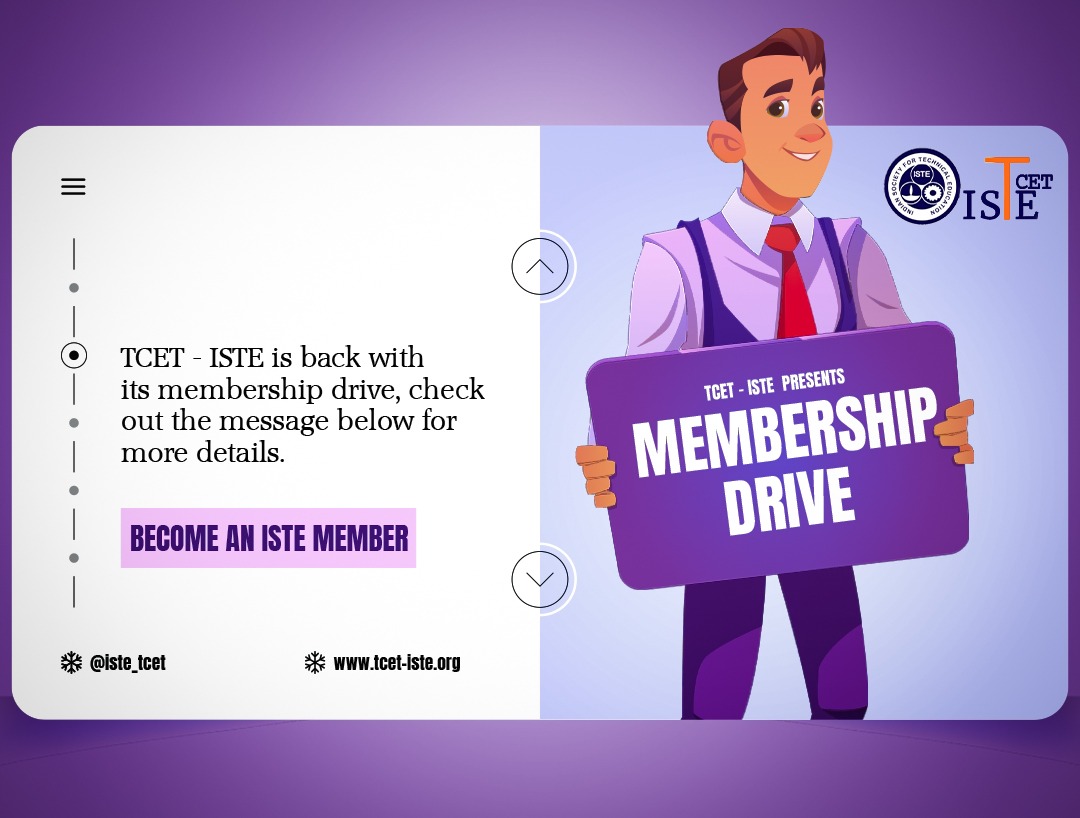 TCET - ISTE is back with
its membership drive, check
out the message below for
more details.
BECOME AN ISTE MEMBER
@iste_tcet
www.tcet-iste.org
INDIAN SOCIETY FOR TECHNICAL EDUCATION
ISTE
ISTE
TCET
TCET - ISTE PRESENTS
MEMBERSHIP
DRIVE